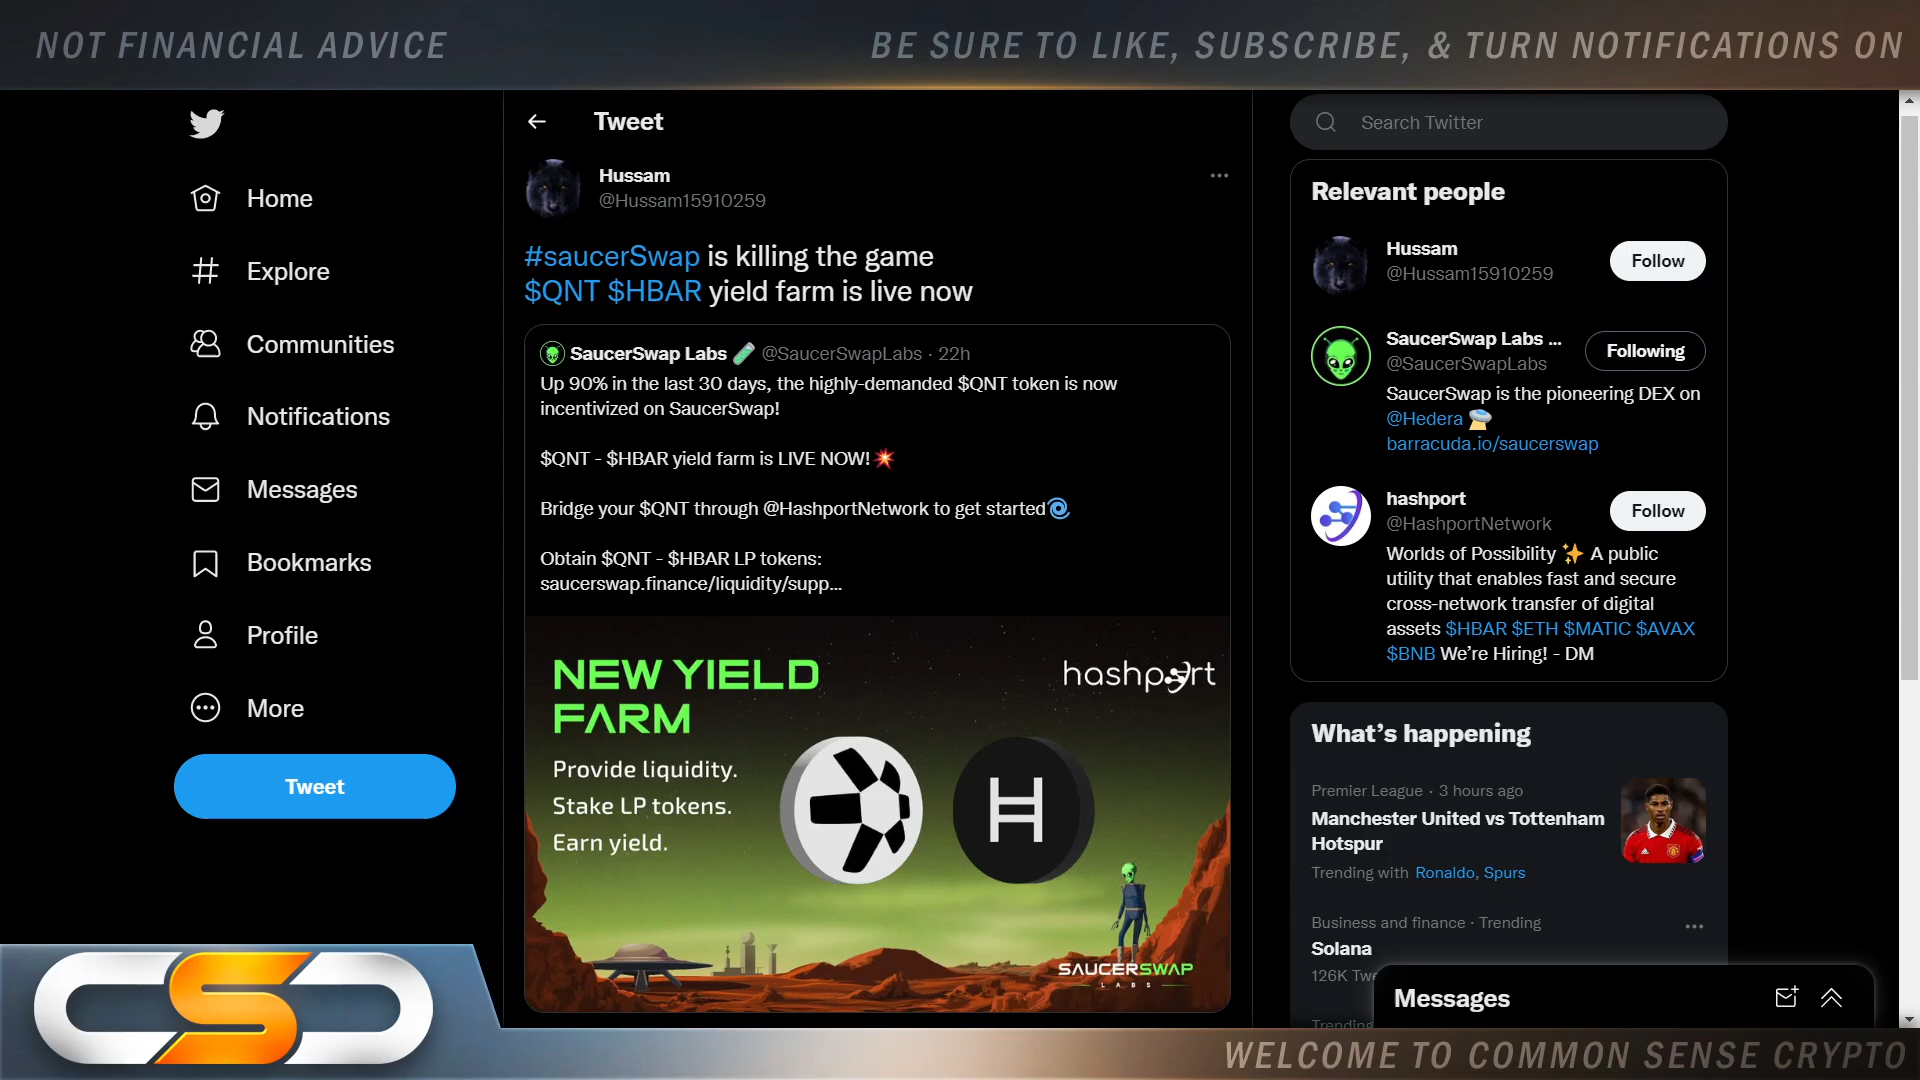 NOT FINANCIAL ADVICE
BE SURE TO LIKE, SUBSCRIBE, & TURN NOTIFICATIONS ON
Home
Explore
Communities
Notifications
Messages
Bookmarks
Profile
More
Tweet
Tweet
Hussam
@Hussam15910259
#saucerSwap is killing the game
$QNT $HBAR yield farm is live now
SaucerSwap Labs 🧪 @SaucerSwapLabs · 22h
Up 90% in the last 30 days, the highly-demanded $QNT token is now
incentivized on SaucerSwap!
$QNT - $HBAR yield farm is LIVE NOW!💥
Bridge your $QNT through @HashportNetwork to get started🌀
Obtain $QNT - $HBAR LP tokens:
saucerswap.finance/liquidity/supp...
NEW YIELD
FARM
hashport
Provide liquidity.
Stake LP tokens.
Earn yield.
SAUCERSWAP
LABS
Search Twitter
Relevant people
Hussam
@Hussam15910259
Follow
SaucerSwap Labs ...
@SaucerSwapLabs
Following
SaucerSwap is the pioneering DEX on
@Hedera 🛸
barracuda.io/saucerswap
hashport
@HashportNetwork
Follow
Worlds of Possibility ✨ A public
utility that enables fast and secure
cross-network transfer of digital
assets $HBAR $ETH $MATIC $AVAX
$BNB We’re Hiring! - DM
What’s happening
Premier League · 3 hours ago
Manchester United vs Tottenham
Hotspur
Trending with Ronaldo, Spurs
Business and finance · Trending
Solana
126K Twe
Trending
Messages
CSC
WELCOME TO COMMON SENSE CRYPTO